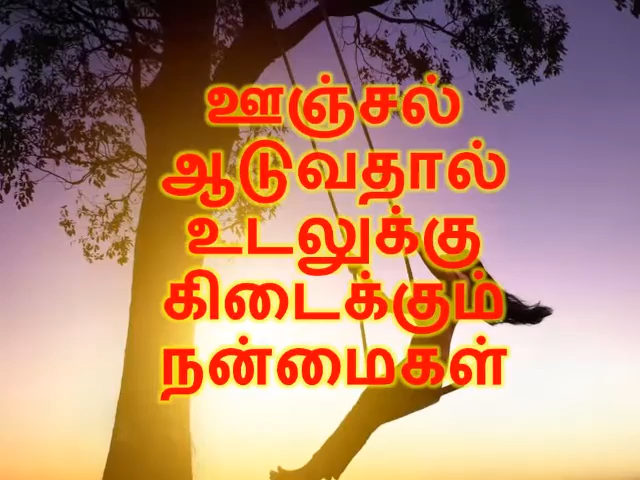 ஊஞ்சல்
ஆடுவதால்
உடலுக்கு
கிடைக்கும்
நன்மைகள்